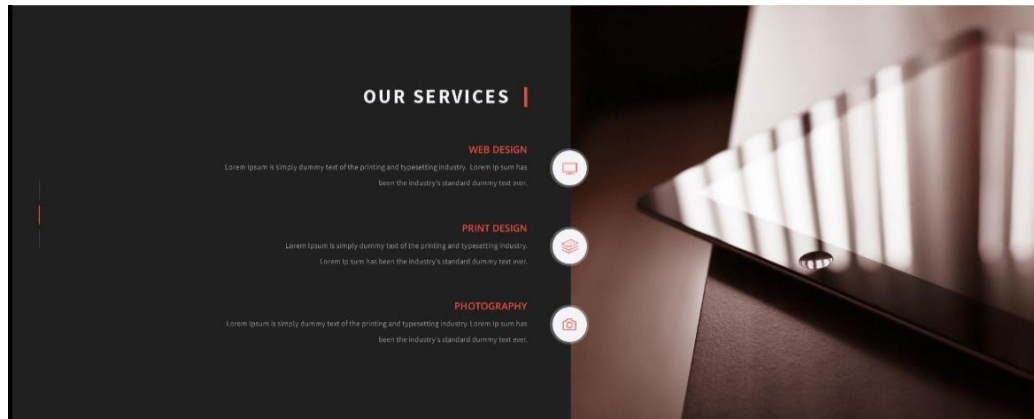 OUR SERVICES
WEB DESIGN
Lorem Ipsum is simply dummy text of the printing and typesetting industry. Lorem Ip sum has
been the industry's standard dummy text ever.
PRINT DESIGN
Lorem Ipsum is simply dummy text of the printing and typesetting industry.
Lorem Ip sum has been the industry's standard dummy text ever.
PHOTOGRAPHY
Lorem Ipsum is simply dummy text of the printing and typesetting industry. Lorem Ip sum has
been the industry's standard dummy text ever.